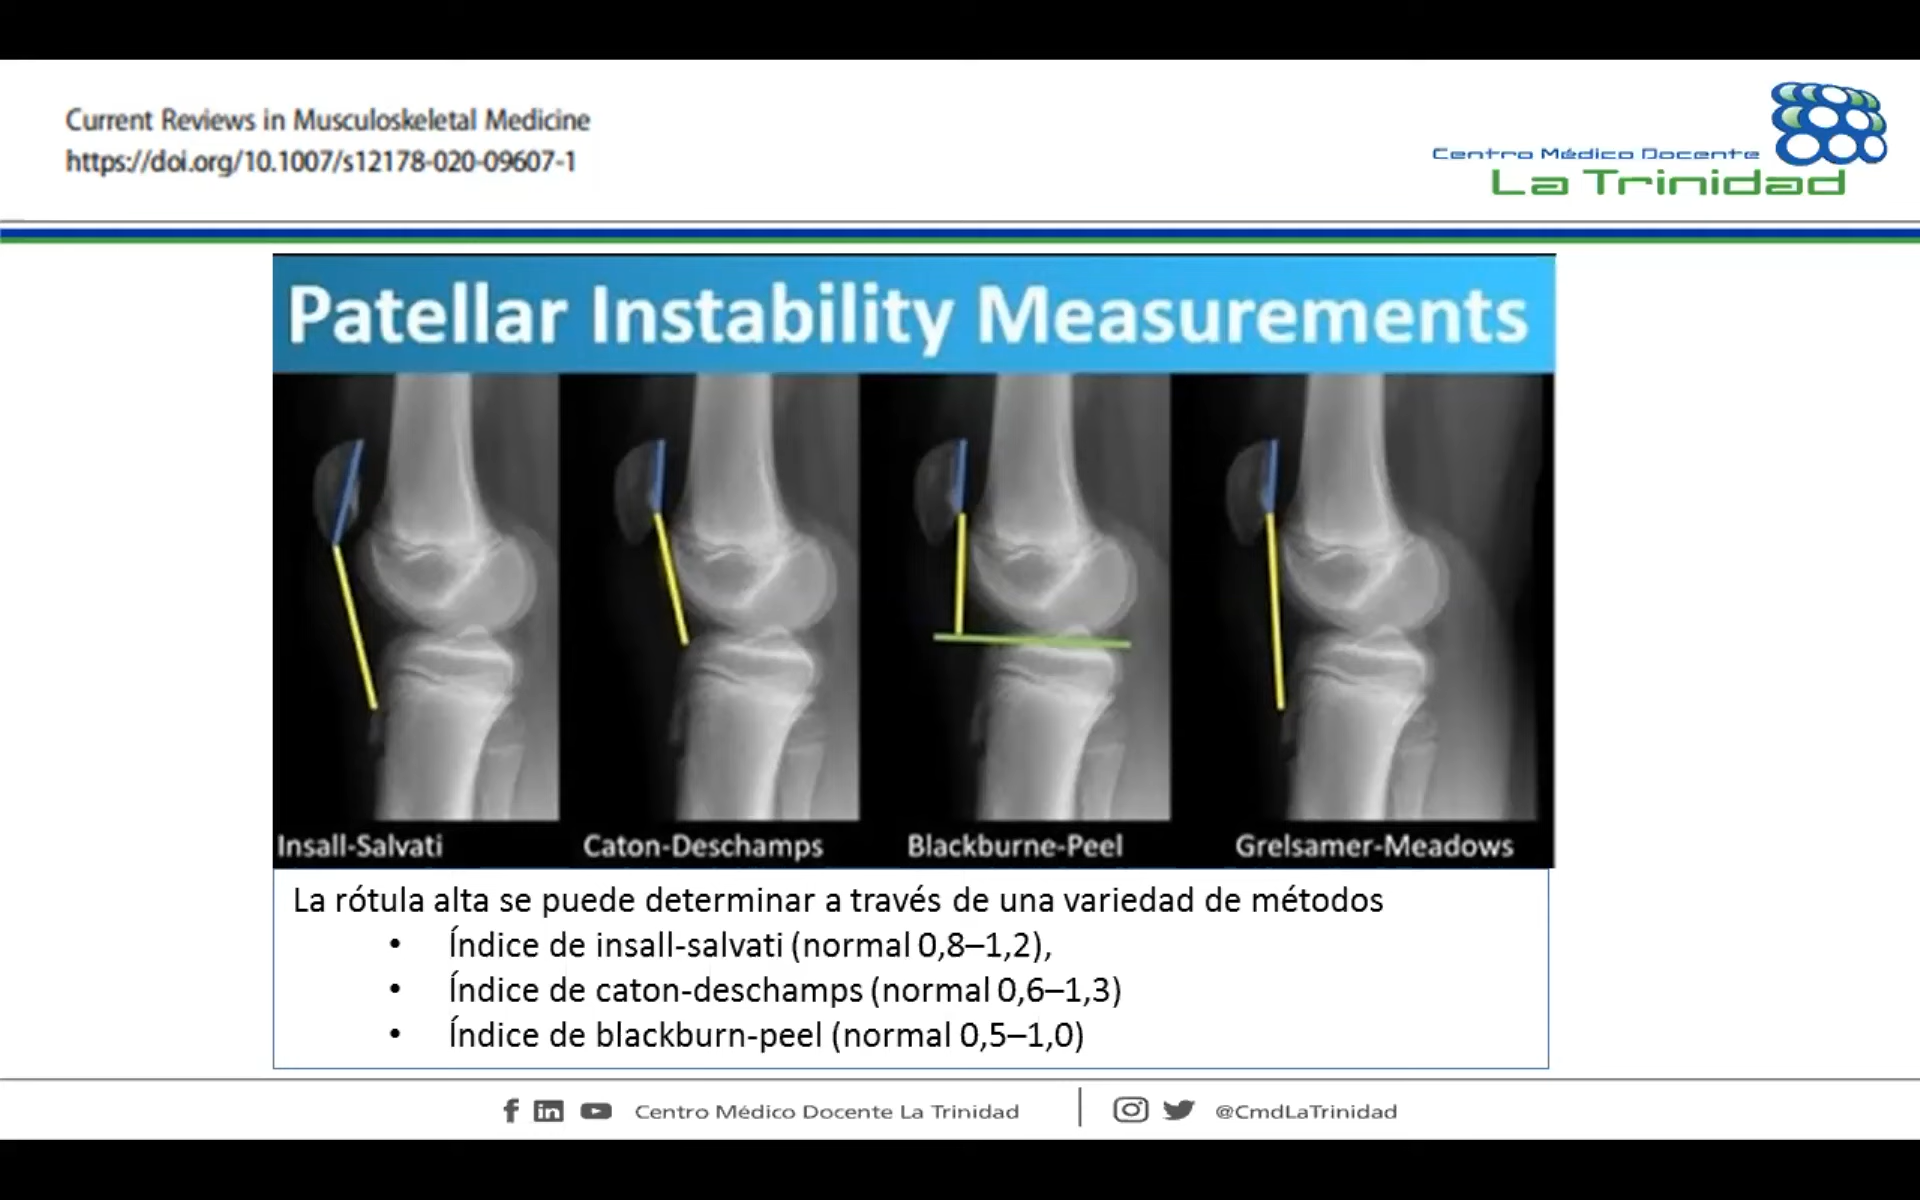 Current Reviews in Musculoskeletal Medicine
https://doi.org/10.1007/s12178-020-09607-1
Centro Médico Docente
La Trinidad
Patellar Instability Measurements
Insall-Salvati
Caton-Deschamps
Blackburne-Peel
Grelsamer-Meadows
La rótula alta se puede determinar a través de una variedad de métodos
• Índice de insall-salvati (normal 0,8–1,2),
• Índice de caton-deschamps (normal 0,6–1,3)
• Índice de blackburn-peel (normal 0,5–1,0)
Centro Médico Docente La Trinidad
@CmdLaTrinidad